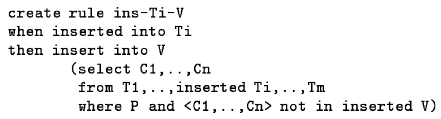 create rule ins-Ti-V
when inserted into Ti
then insert into V
(select C1,..,Cn
from T1,..,inserted Ti,..,Tm
where P and <C1,..,Cn> not in inserted V)